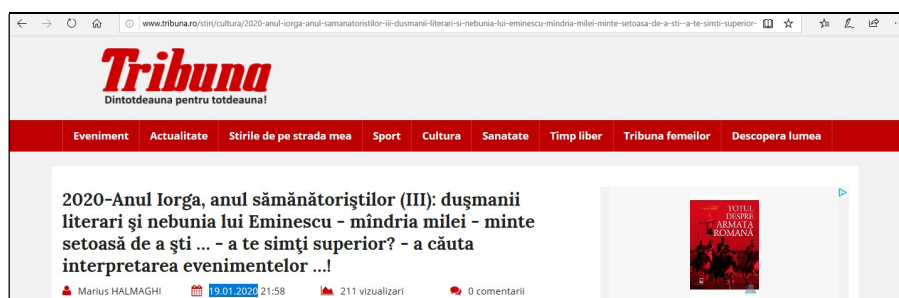 www.tribuna.ro/stiri/cultura/2020-anul-iorga-anul-samanatoristilor-iii-dusmanii-literari-si-nebunia-lui-eminescu-mindria-milei-minte-setoasa-de-a-sti--a-te-simti-superior-
Tribuna
Dintotdeauna pentru totdeauna!
Eveniment Actualitate Stirile de pe strada mea Sport Cultura Sanatate Timp liber Tribuna femeilor Descopera lumea
2020-Anul Iorga, anul sămănătoriştilor (III): duşmanii
literari şi nebunia lui Eminescu - mîndria milei - minte
setoasă de a şti ... - a te simţi superior? - a căuta
interpretarea evenimentelor ...!
Marius HALMAGHI 19.01.2020 21:58 211 vizualizari 0 comentarii
TOTUL
DESPRE
ARMATA
ROMÂNĂ